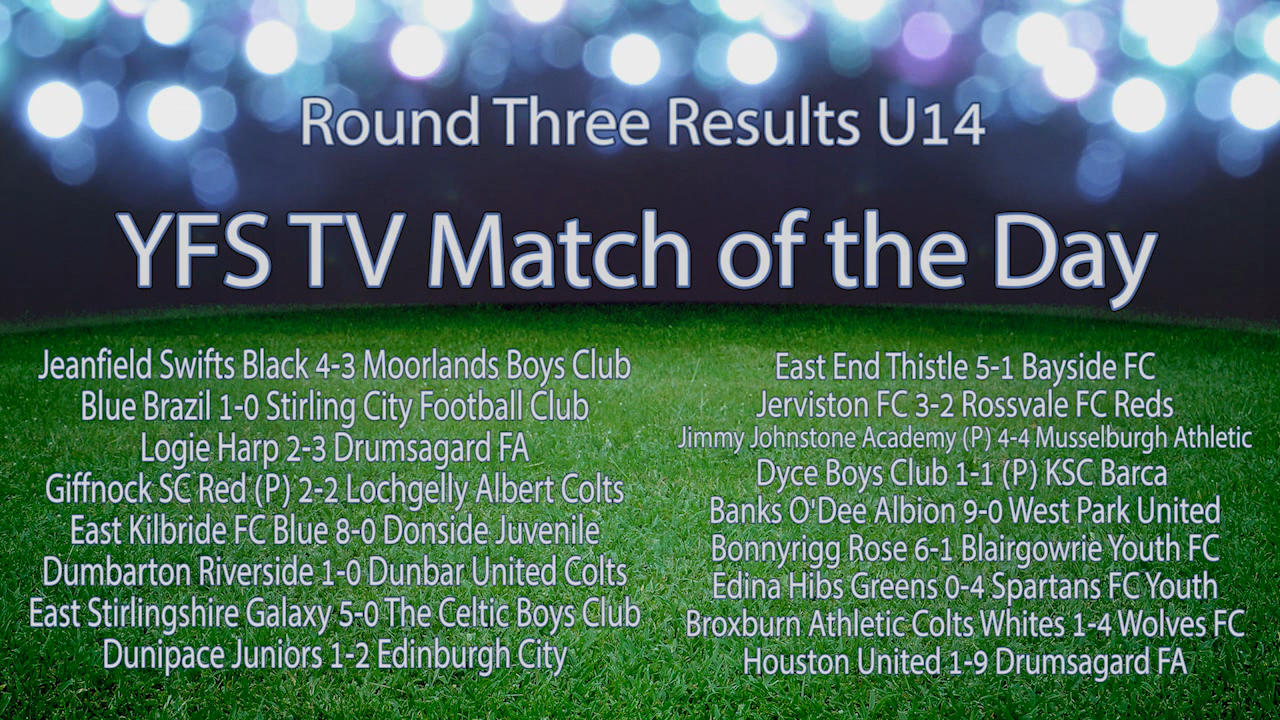 Round Three Results U14
YFS TV Match of the Day
Jeanfield Swifts Black 4-3 Moorlands Boys Club
Blue Brazil 1-0 Stirling City Football Club
Logie Harp 2-3 Drumsagard FA
Giffnock SC Red (P) 2-2 Lochgelly Albert Colts
East Kilbride FC Blue 8-0 Donside Juvenile
Dumbarton Riverside 1-0 Dunbar United Colts
East Stirlingshire Galaxy 5-0 The Celtic Boys Club
Dunipace Juniors 1-2 Edinburgh City
East End Thistle 5-1 Bayside FC
Jerviston FC 3-2 Rossvale FC Reds
Jimmy Johnstone Academy (P) 4-4 Musselburgh Athletic
Dyce Boys Club 1-1 (P) KSC Barca
Banks O'Dee Albion 9-0 West Park United
Bonnyrigg Rose 6-1 Blairgowrie Youth FC
Edina Hibs Greens 0-4 Spartans FC Youth
Broxburn Athletic Colts Whites 1-4 Wolves FC
Houston United 1-9 Drumsagard FA